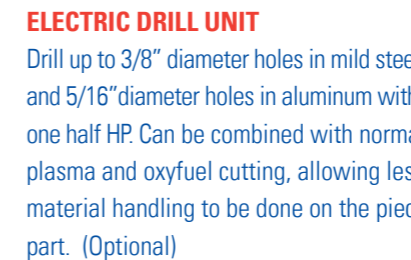 ELECTRIC DRILL UNIT
Drill up to 3/8” diameter holes in mild stee
and 5/16”diameter holes in aluminum with
one half HP. Can be combined with norma
plasma and oxyfuel cutting, allowing les
material handling to be done on the piec
part. (Optional)